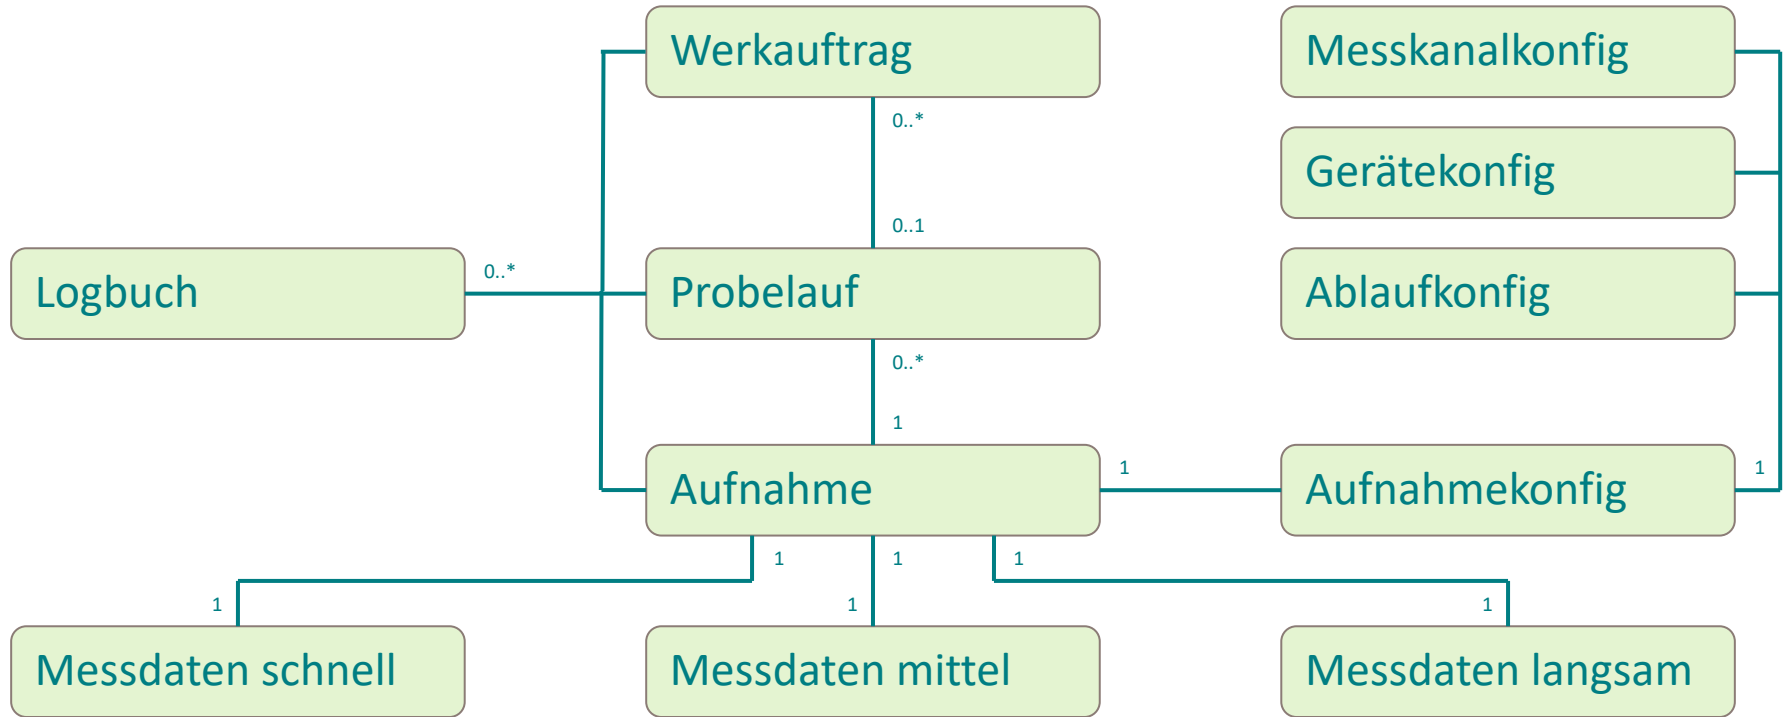 Werkauftrag
Messkanalkonfig
0..*
Gerätekonfig
0..1
Logbuch
0..*
Probelauf
Ablaufkonfig
0..*
1
Aufnahme
1
Aufnahmekonfig
1
1
1
1
1
1
1
Messdaten schnell
Messdaten mittel
Messdaten langsam